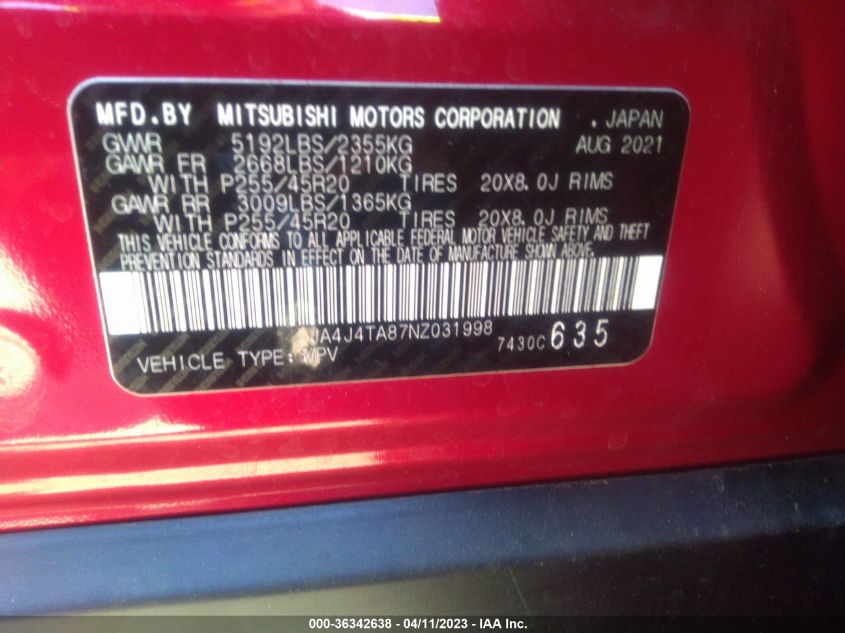 MFD.BY MITSUBISHI MOTORS CORPORATION . JAPAN
GVWR 5192LBS/2355KG AUG 2021
GAWR FR 2668LBS/1210KG
WITH P255/45R20 TIRES 20X8.0J RIMS
GAWR RR 3009LBS/1365KG
WITH P255/45R20 TIRES 20X8.0J RIMS
THIS VEHICLE CONFORMS TO ALL APPLICABLE FEDERAL MOTOR VEHICLE SAFETY AND THEFT
PREVENTION STANDARDS IN EFFECT ON THE DATE OF MANUFACTURE SHOWN ABOVE.
JA4J4TA87NZ031998 7430C 635
VEHICLE TYPE: MPV
000-36342638 - 04/11/2023 - IAA Inc.